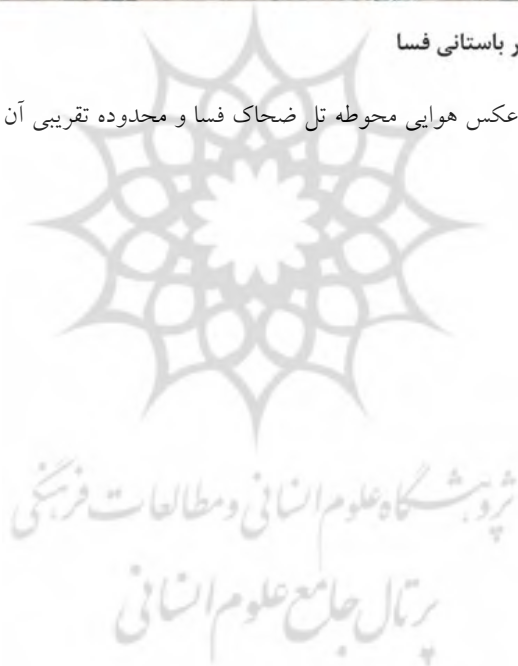 ر باستانی فسا
عکس هوایی محوطه تل ضحاک فسا و محدوده تقریبی آن
پژوهشگاه علوم انسانی و مطالعات فرهنگی
پرتال جامع علوم انسانی